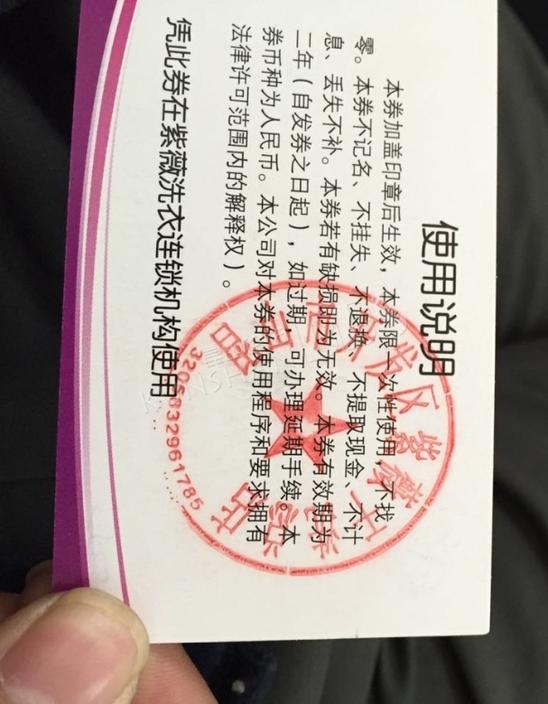 使用说明
本券加盖印章后生效，本券限一次性使用，不找
零。本券不记名、不挂失、不退换、不提取现金、不计
息、丢失不补。本券若有缺损即为无效。本券有效期为
二年（自发券之日起），如过期，可办理延期手续。本
券币种为人民币。本公司对本券的使用程序和要求拥有
法律许可范围内的解释权）。
凭此券在紫薇洗衣连锁机构使用
开发区紫薇